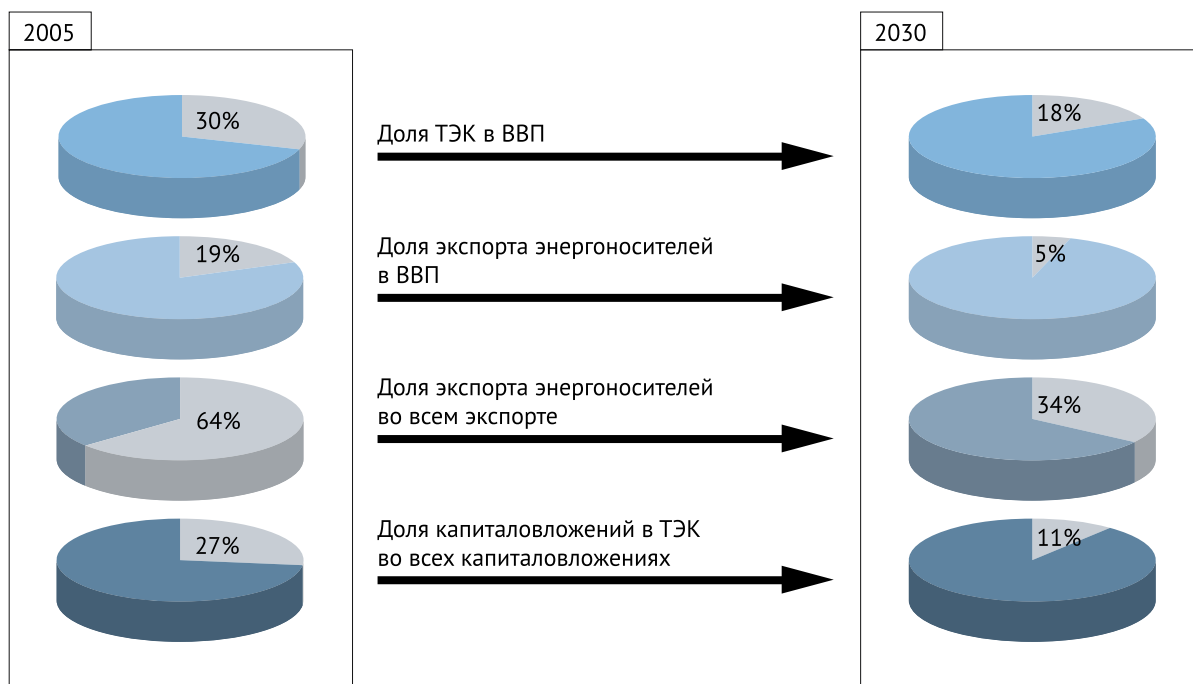 2005
2030
30%
Доля ТЭК в ВВП
18%
19%
Доля экспорта энергоносителей
в ВВП
5%
64%
Доля экспорта энергоносителей
во всем экспорте
34%
27%
Доля капиталовложений в ТЭК
во всех капиталовложениях
11%